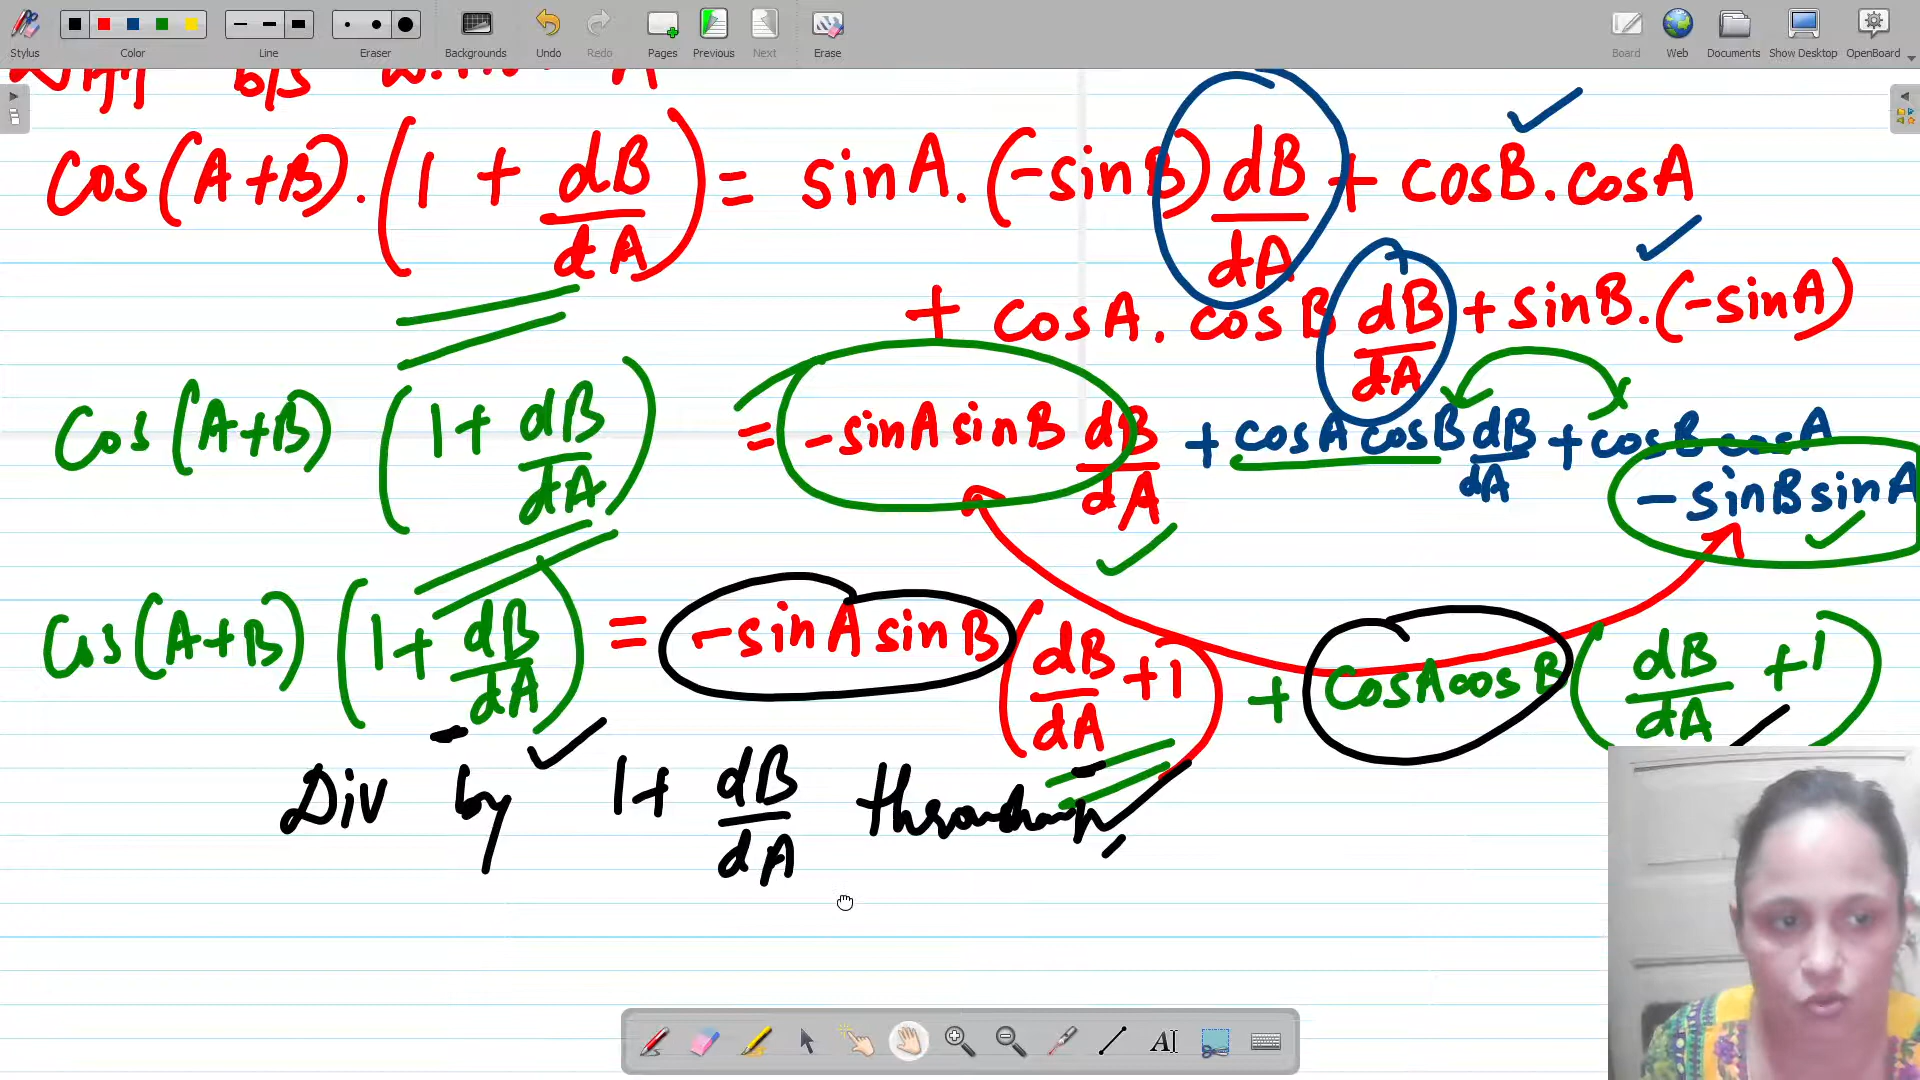 Stylus Color Line Eraser Backgrounds Undo Redo Pages Previous Next Erase Board Web Documents Show Desktop OpenBoard
Diff b/s w.r.to A
Cos(A+B).(1 + dB/dA) = sinA.(-sinB) dB/dA + cosB.cosA
+ cosA. cosB dB/dA + sinB.(-sinA)
Cos(A+B) (1+ dB/dA) = -sinA sinB dB/dA + cosA cosB dB/dA + cosB cosA
- sinB sinA
Cos(A+B) (1+ dB/dA) = -sinA sinB (dB/dA +1) + cosA cosB (dB/dA +1)
Div by 1+ dB/dA